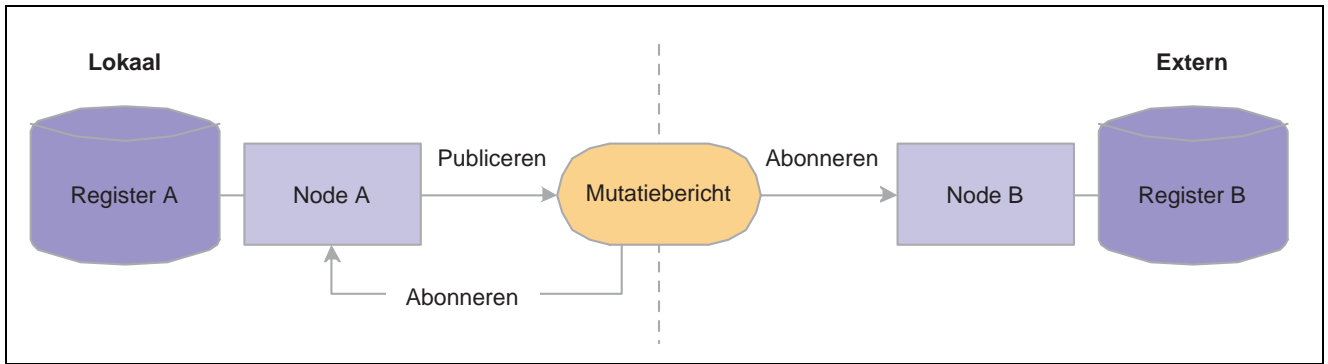 Lokaal
Extern
Publiceren
Abonneren
Register A
Node A
Mutatiebericht
Node B
Register B
Abonneren